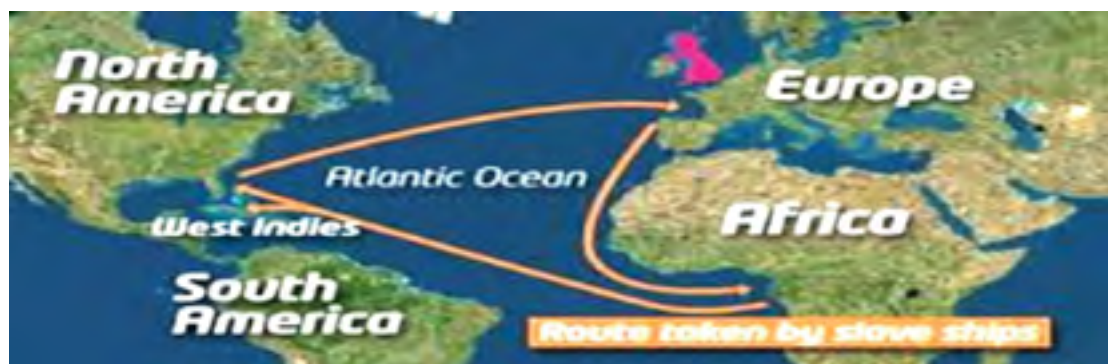 North
America
Europe
Atlantic Ocean
Africa
West Indies
South
America
Route taken by slave ships